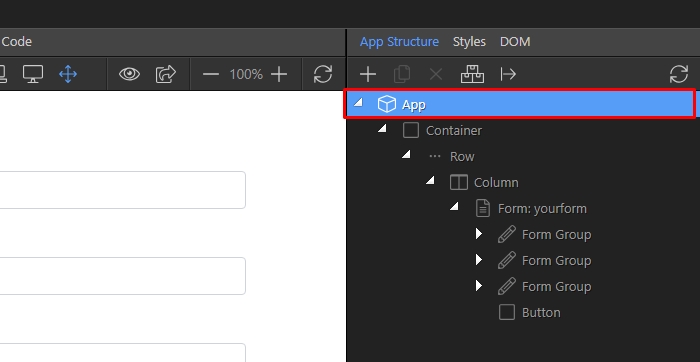 Code
App Structure Styles DOM
100%
App
Container
Row
Column
Form: yourform
Form Group
Form Group
Form Group
Button